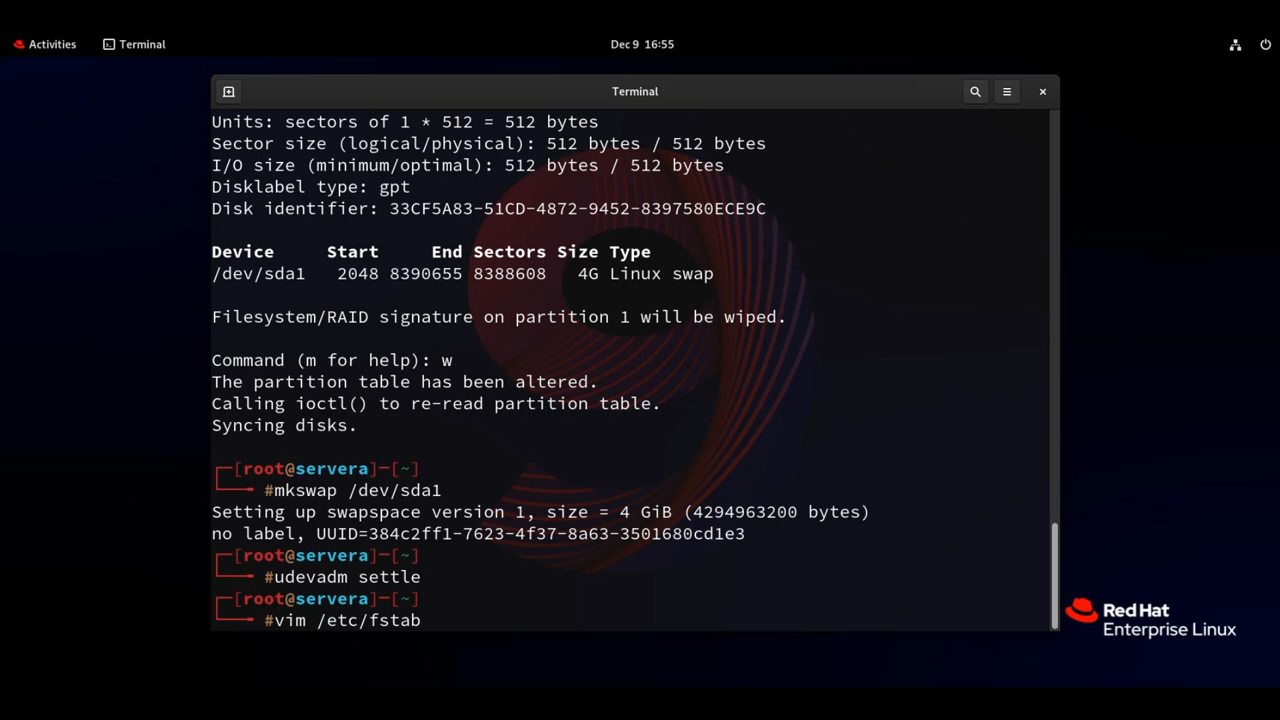 Activities
Terminal
Dec 9 16:55
Terminal
Units: sectors of 1 * 512 = 512 bytes
Sector size (logical/physical): 512 bytes / 512 bytes
I/O size (minimum/optimal): 512 bytes / 512 bytes
Disklabel type: gpt
Disk identifier: 33CF5A83-51CD-4872-9452-8397580ECE9C
Device     Start     End Sectors Size Type
/dev/sda1   2048 8390655 8388608   4G Linux swap
Filesystem/RAID signature on partition 1 will be wiped.
Command (m for help): w
The partition table has been altered.
Calling ioctl() to re-read partition table.
Syncing disks.
┌─[root@servera]─[~]
└──╼ #mkswap /dev/sda1
Setting up swapspace version 1, size = 4 GiB (4294963200 bytes)
no label, UUID=384c2ff1-7623-4f37-8a63-3501680cd1e3
┌─[root@servera]─[~]
└──╼ #udevadm settle
┌─[root@servera]─[~]
└──╼ #vim /etc/fstab
Red Hat
Enterprise Linux